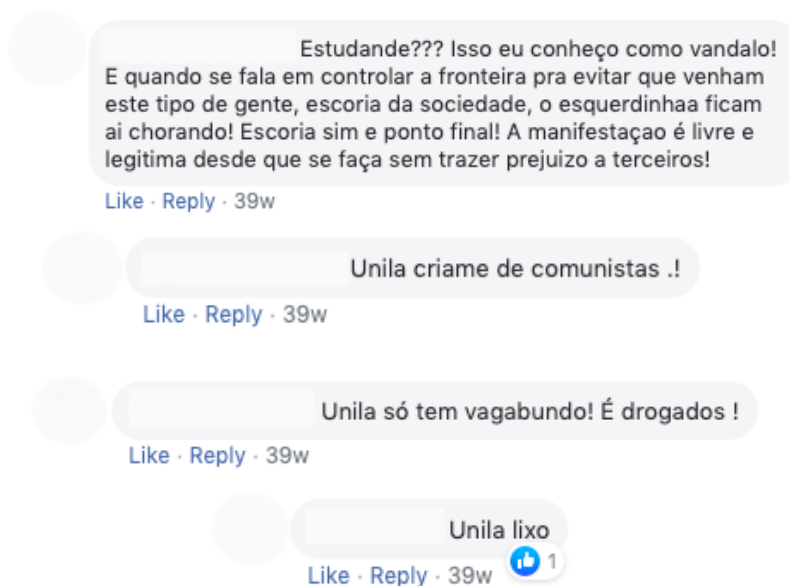 Estudande??? Isso eu conheço como vandalo!
E quando se fala em controlar a fronteira pra evitar que venham
este tipo de gente, escoria da sociedade, o esquerdinhaa ficam
ai chorando! Escoria sim e ponto final! A manifestaçao é livre e
legitima desde que se faça sem trazer prejuizo a terceiros!
Like · Reply · 39w
Unila criame de comunistas .!
Like · Reply · 39w
Unila só tem vagabundo! É drogados !
Like · Reply · 39w
Unila lixo
1
Like · Reply · 39w